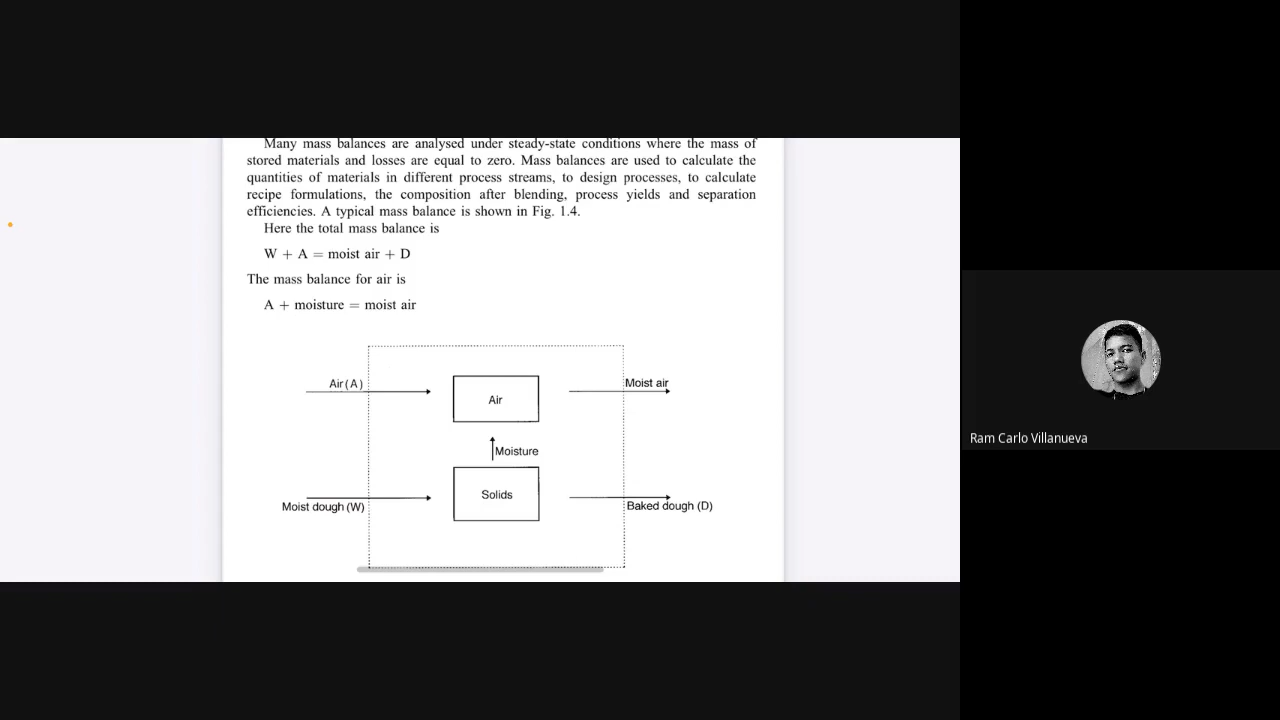 Many mass balances are analysed under steady-state conditions where the mass of
stored materials and losses are equal to zero. Mass balances are used to calculate the
quantities of materials in different process streams, to design processes, to calculate
recipe formulations, the composition after blending, process yields and separation
efficiencies. A typical mass balance is shown in Fig. 1.4.
Here the total mass balance is
W + A = moist air + D
The mass balance for air is
A + moisture = moist air
Air (A)
Moist air
Air
Moisture
Solids
Moist dough (W)
Baked dough (D)
Ram Carlo Villanueva